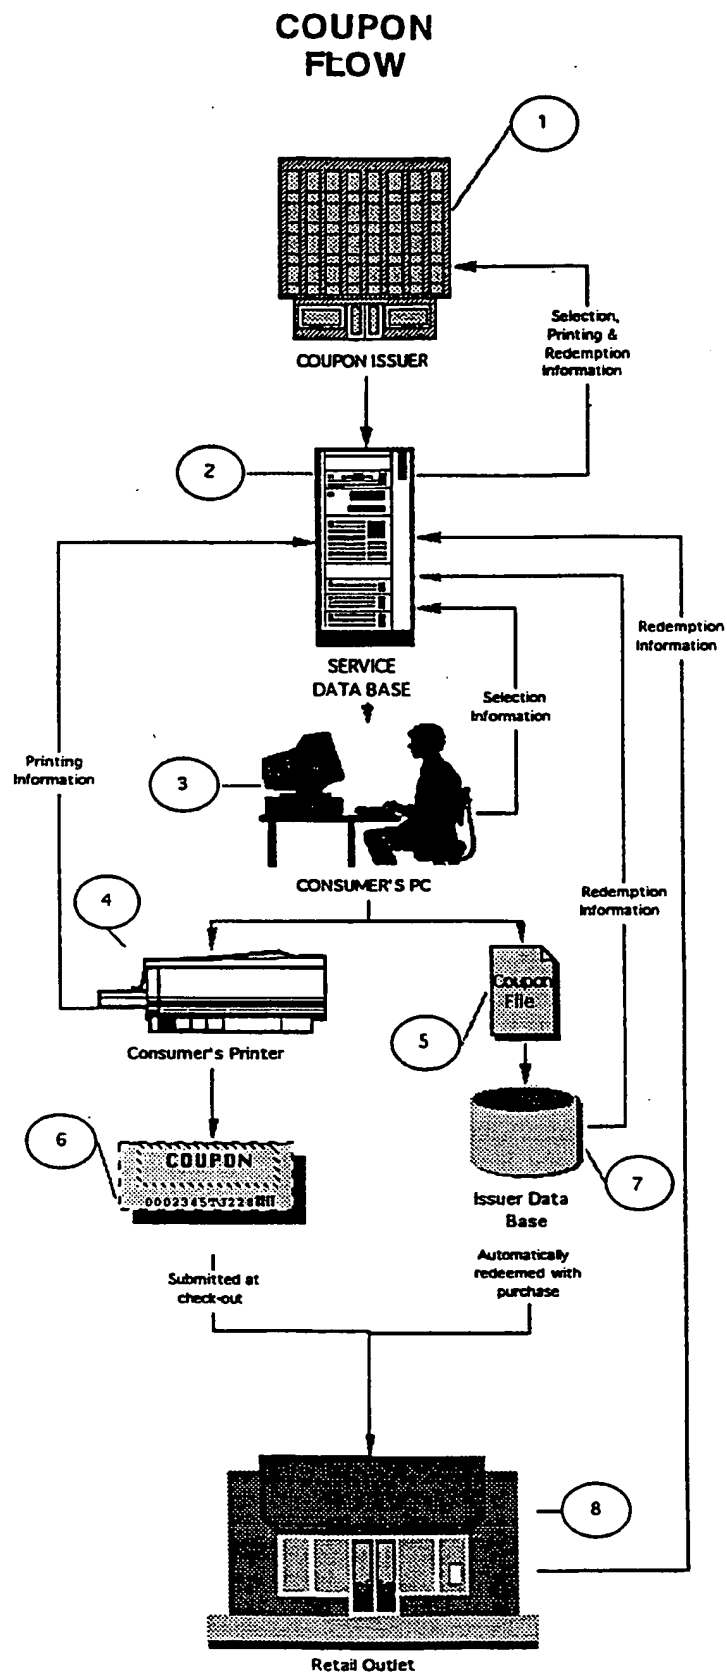 COUPON
FLOW
1
Selection,
Printing &
Redemption
Information
COUPON ISSUER
2
SERVICE
DATA BASE
Redemption
Information
Selection
Information
Printing
Information
3
CONSUMER'S PC
4
Redemption
Information
Coupon
File
5
Consumer's Printer
6
COUPON
7
Issuer Data
Base
Automatically
redeemed with
purchase
Submitted at
check-out
8
Retail Outlet